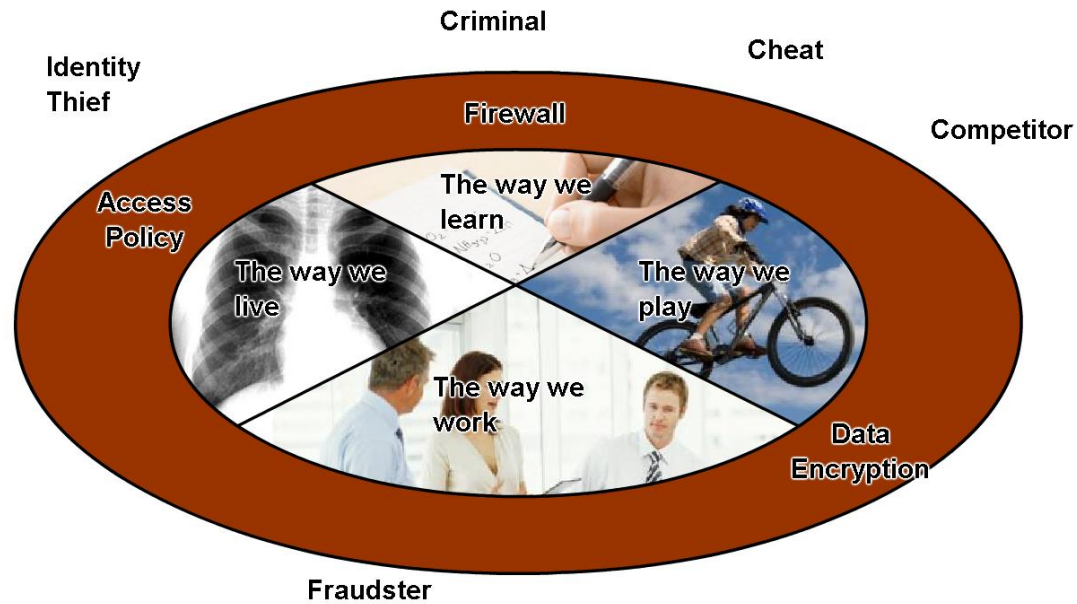 Criminal
Cheat
Identity
Thief
Firewall
Competitor
The way we
learn
Access
Policy
The way we
live
The way we
play
The way we
work
Data
Encryption
Fraudster